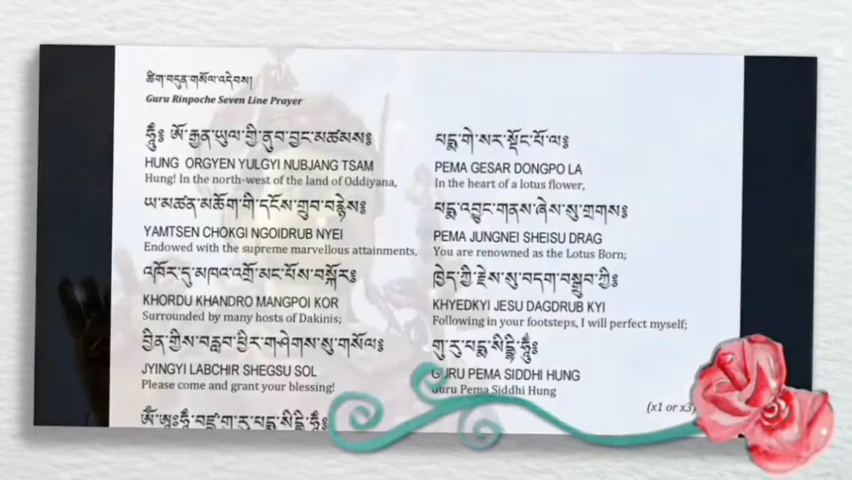 ཚིག་བདུན་གསོལ་འདེབས།
Guru Rinpoche Seven Line Prayer
ཧཱུྃ༔ ཨོ་རྒྱན་ཡུལ་གྱི་ནུབ་བྱང་མཚམས༔
HUNG ORGYEN YULGYI NUBJANG TSAM
Hung! In the north-west of the land of Oddiyana,
པདྨ་གེ་སར་སྡོང་པོ་ལ༔
PEMA GESAR DONGPO LA
In the heart of a lotus flower,
ཡ་མཚན་མཆོག་གི་དངོས་གྲུབ་བརྙེས༔
YAMTSEN CHOKGI NGOIDRUB NYEI
Endowed with the supreme marvellous attainments,
པདྨ་འབྱུང་གནས་ཞེས་སུ་གྲགས༔
PEMA JUNGNEI SHEISU DRAG
You are renowned as the Lotus Born;
འཁོར་དུ་མཁའ་འགྲོ་མང་པོས་བསྐོར༔
KHORDU KHANDRO MANGPOI KOR
Surrounded by many hosts of Dakinis;
ཁྱེད་ཀྱི་རྗེས་སུ་བདག་བསྒྲུབ་ཀྱི༔
KHYEDKYI JESU DAGDRUB KYI
Following in your footsteps, I will perfect myself;
བྱིན་གྱིས་བརླབ་ཕྱིར་གཤེགས་སུ་གསོལ༔
JYINGYI LABCHIR SHEGSU SOL
Please come and grant your blessing!
གུ་རུ་པདྨ་སིདྡྷི་ཧཱུྃ༔
GURU PEMA SIDDHI HUNG
Guru Pema Siddhi Hung
(x1 or x3)
ཨོཾ་ཨཱཿཧཱུྃ་བཛྲ་གུ་རུ་པདྨ་སིདྡྷི་ཧཱུྃ༔